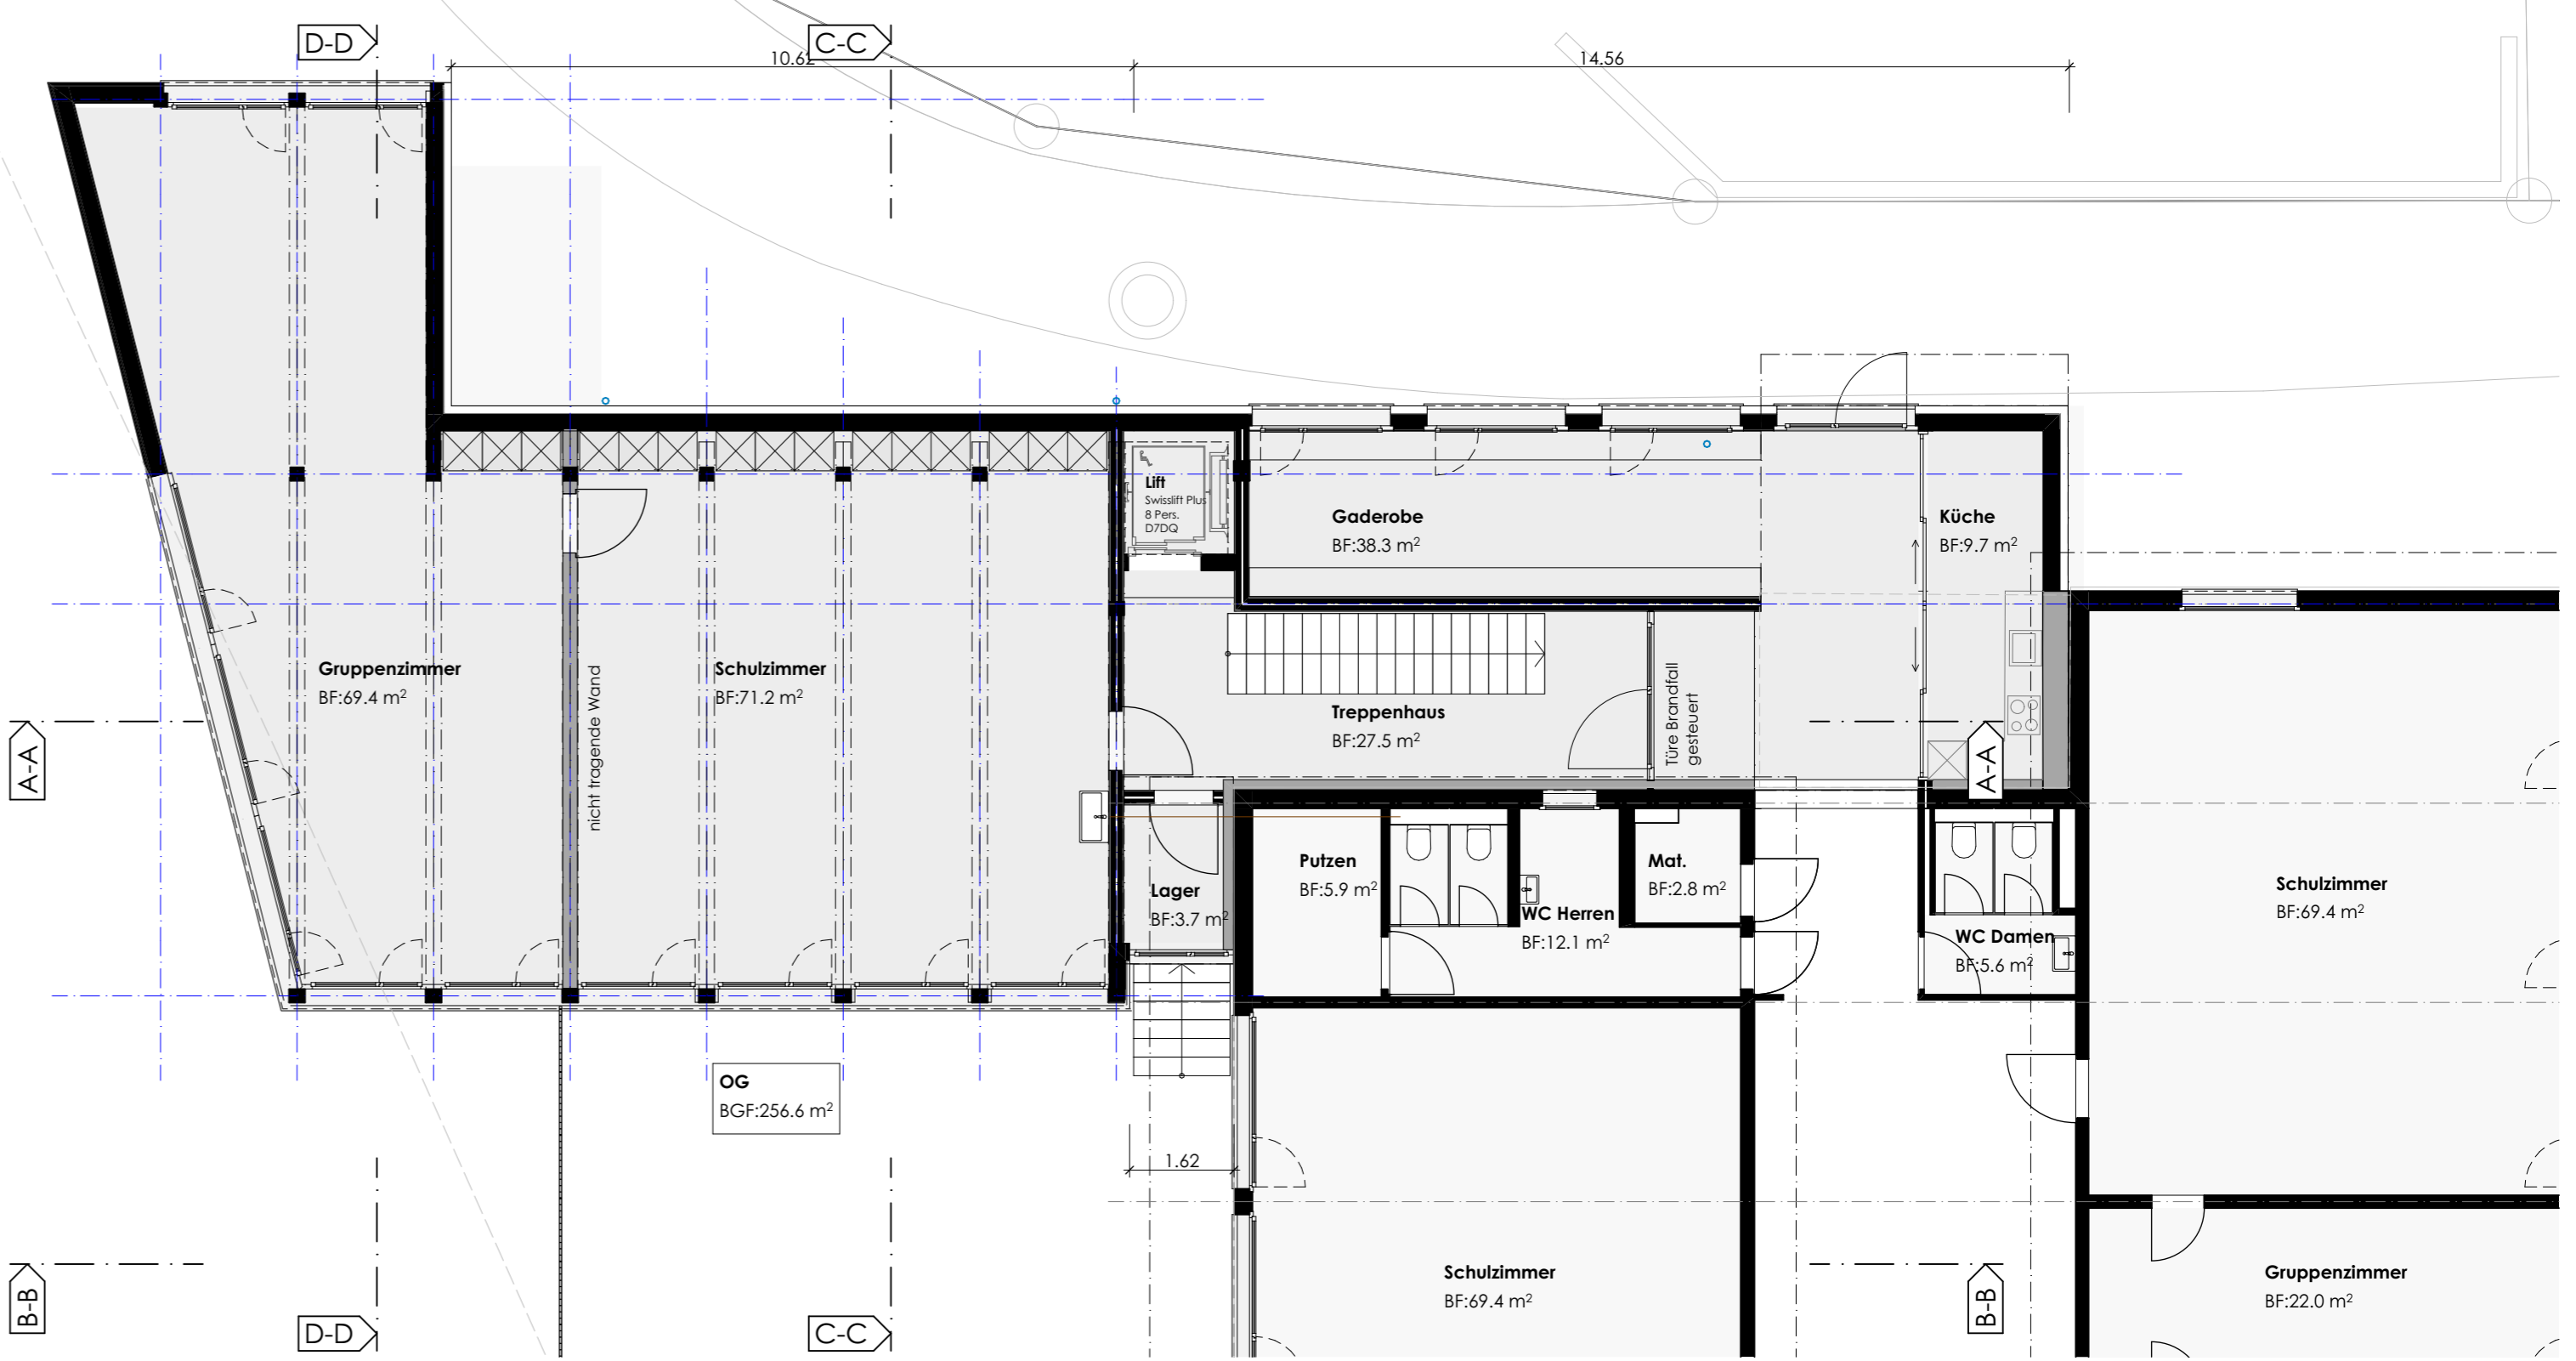 D-D
C-C
10.62
14.56
Lift
Swisslift Plus
8 Pers.
D7DQ
Gaderobe
BF:38.3 m²
Küche
BF:9.7 m²
Gruppenzimmer
BF:69.4 m²
nicht tragende Wand
Schulzimmer
BF:71.2 m²
Treppenhaus
BF:27.5 m²
Türe Brandfall
gesteuert
A-A
A-A
Lager
BF:3.7 m²
Putzen
BF:5.9 m²
WC Herren
BF:12.1 m²
Mat.
BF:2.8 m²
WC Damen
BF:5.6 m²
Schulzimmer
BF:69.4 m²
OG
BGF:256.6 m²
1.62
Schulzimmer
BF:69.4 m²
Gruppenzimmer
BF:22.0 m²
B-B
B-B
D-D
C-C